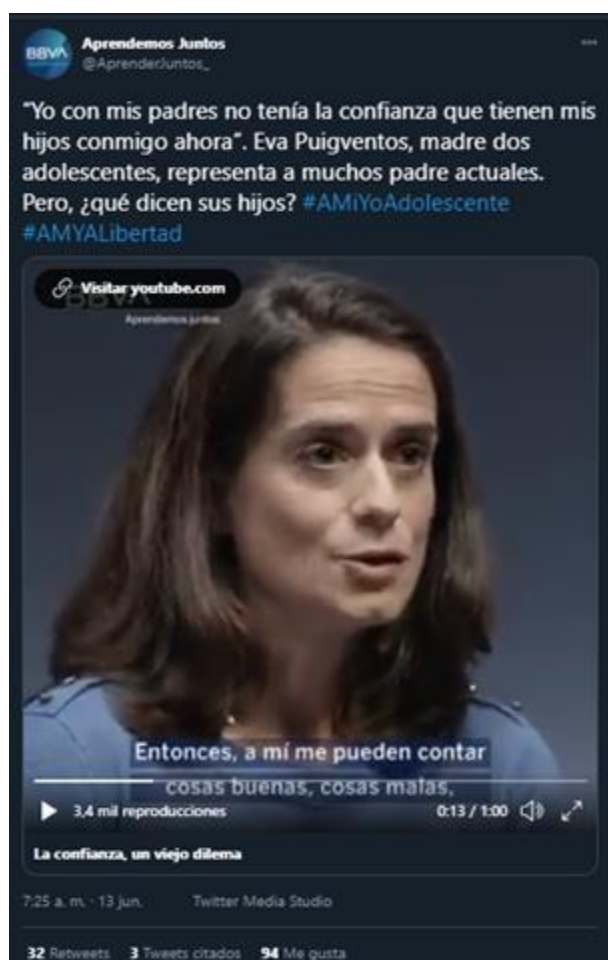 BBVA
Aprendemos Juntos
@AprenderJuntos_
"Yo con mis padres no tenía la confianza que tienen mis
hijos conmigo ahora". Eva Puigventos, madre dos
adolescentes, representa a muchos padre actuales.
Pero, ¿qué dicen sus hijos? #AMiYoAdolescente
#AMYALibertad
Visitar youtube.com
BBVA
Aprendemos juntos
Entonces, a mí me pueden contar
cosas buenas, cosas malas,
3,4 mil reproducciones
0:13 / 1:00
La confianza, un viejo dilema
7:25 a. m. · 13 jun.
Twitter Media Studio
32 Retweets 3 Tweets citados 94 Me gusta